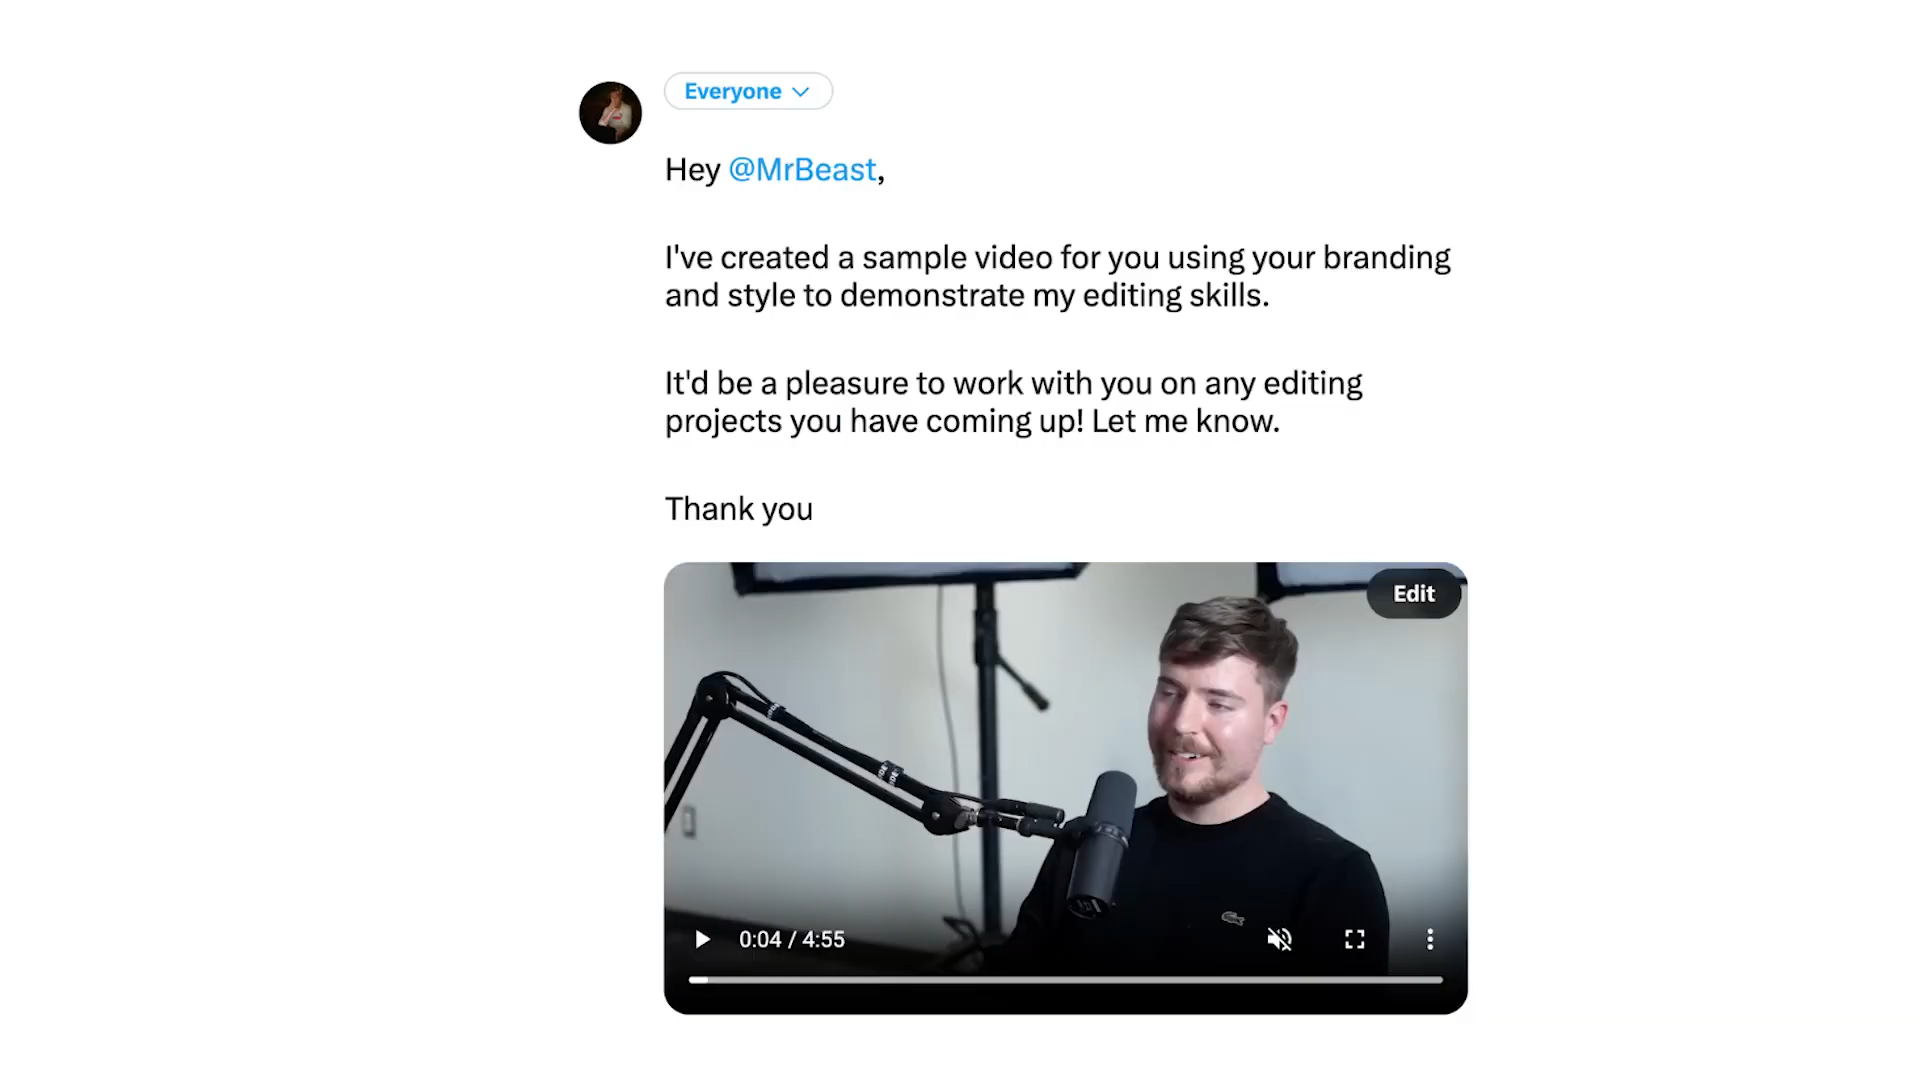 Everyone
Hey @MrBeast,
I've created a sample video for you using your branding
and style to demonstrate my editing skills.
It'd be a pleasure to work with you on any editing
projects you have coming up! Let me know.
Thank you
Edit
0:04 / 4:55